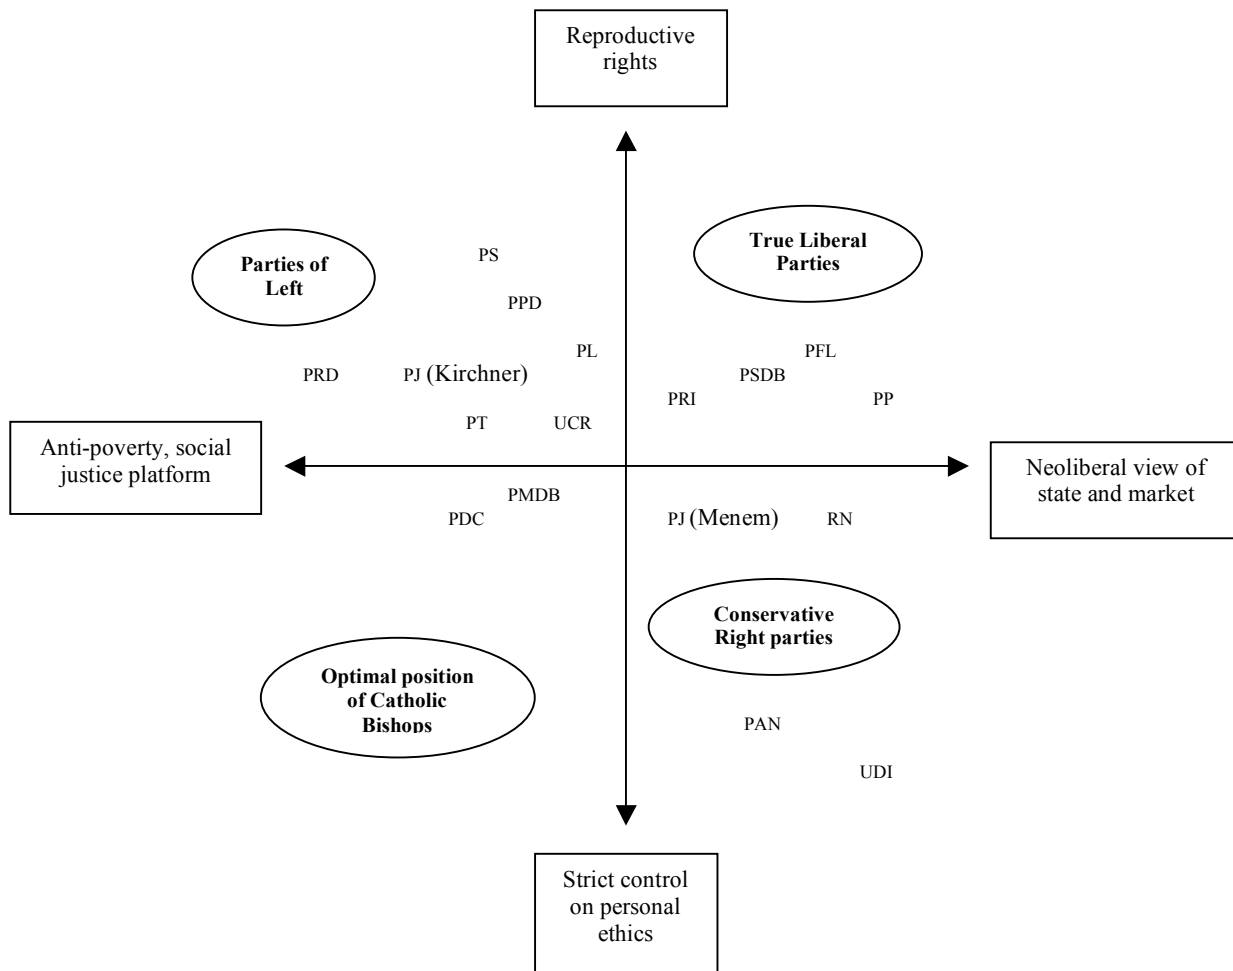 Reproductive
rights
True Liberal
Parties
Parties of
Left
PS
PPD
PL
PFL
PRD
PJ (Kirchner)
PSDB
PRI
PP
PT
UCR
Anti-poverty, social
justice platform
Neoliberal view of
state and market
PMDB
PDC
PJ (Menem)
RN
Conservative
Right parties
Optimal position
of Catholic
Bishops
PAN
UDI
Strict control
on personal
ethics